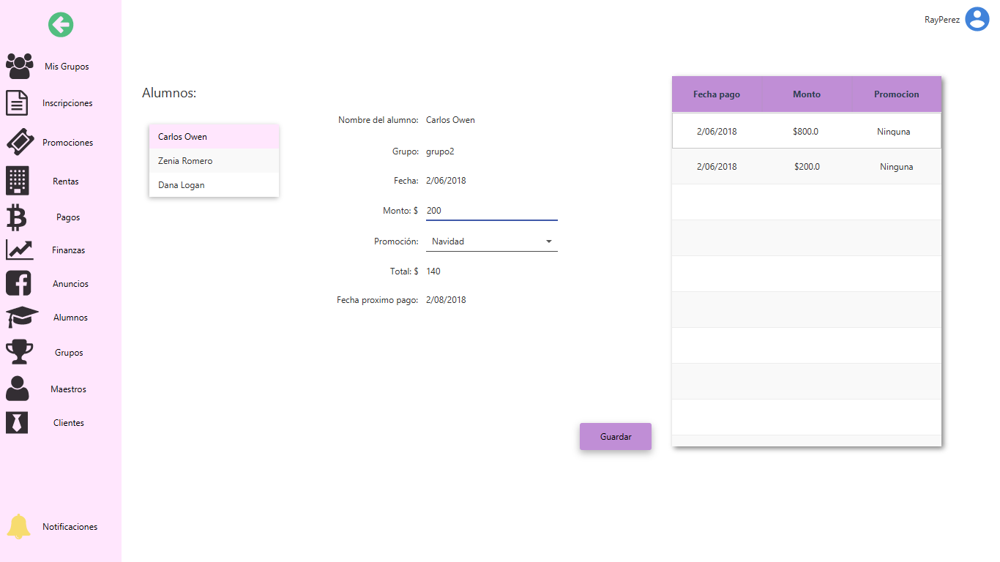 RayPerez
Mis Grupos
Inscripciones
Promociones
Rentas
Pagos
Finanzas
Anuncios
Alumnos
Grupos
Maestros
Clientes
Notificaciones
Alumnos:
Carlos Owen
Zenia Romero
Dana Logan
Nombre del alumno: Carlos Owen
Grupo: grupo2
Fecha: 2/06/2018
Monto: $ 200
Promoción: Navidad
Total: $ 140
Fecha proximo pago: 2/08/2018
Guardar
Fecha pago Monto Promocion
2/06/2018 $800.0 Ninguna
2/06/2018 $200.0 Ninguna